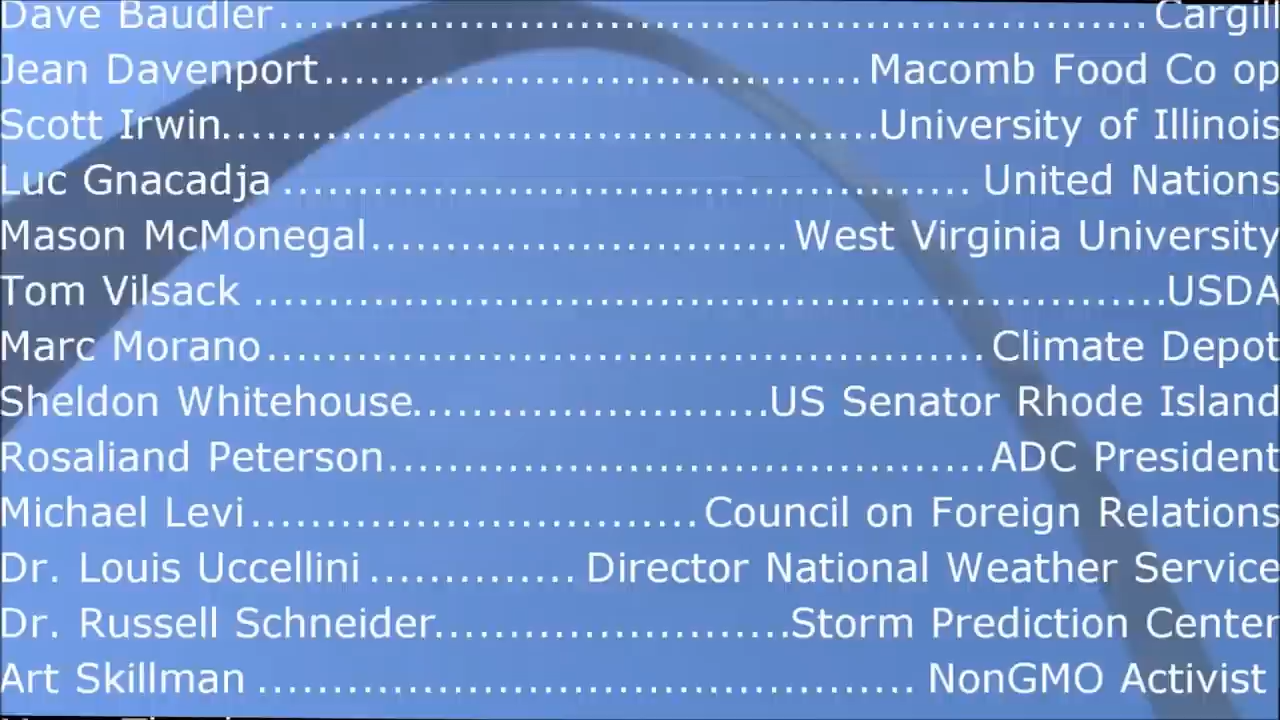 Dave Baudler.............................................. Cargill
Jean Davenport............................. Macomb Food Co op
Scott Irwin...................................University of Illinois
Luc Gnacadja ..................................... United Nations
Mason McMonegal......................West Virginia University
Tom Vilsack .................................................USDA
Marc Morano...................................... Climate Depot
Sheldon Whitehouse...................US Senator Rhode Island
Rosaliand Peterson................................ADC President
Michael Levi........................ Council on Foreign Relations
Dr. Louis Uccellini ........... Director National Weather Service
Dr. Russell Schneider...................Storm Prediction Center
Art Skillman ................................... NonGMO Activist